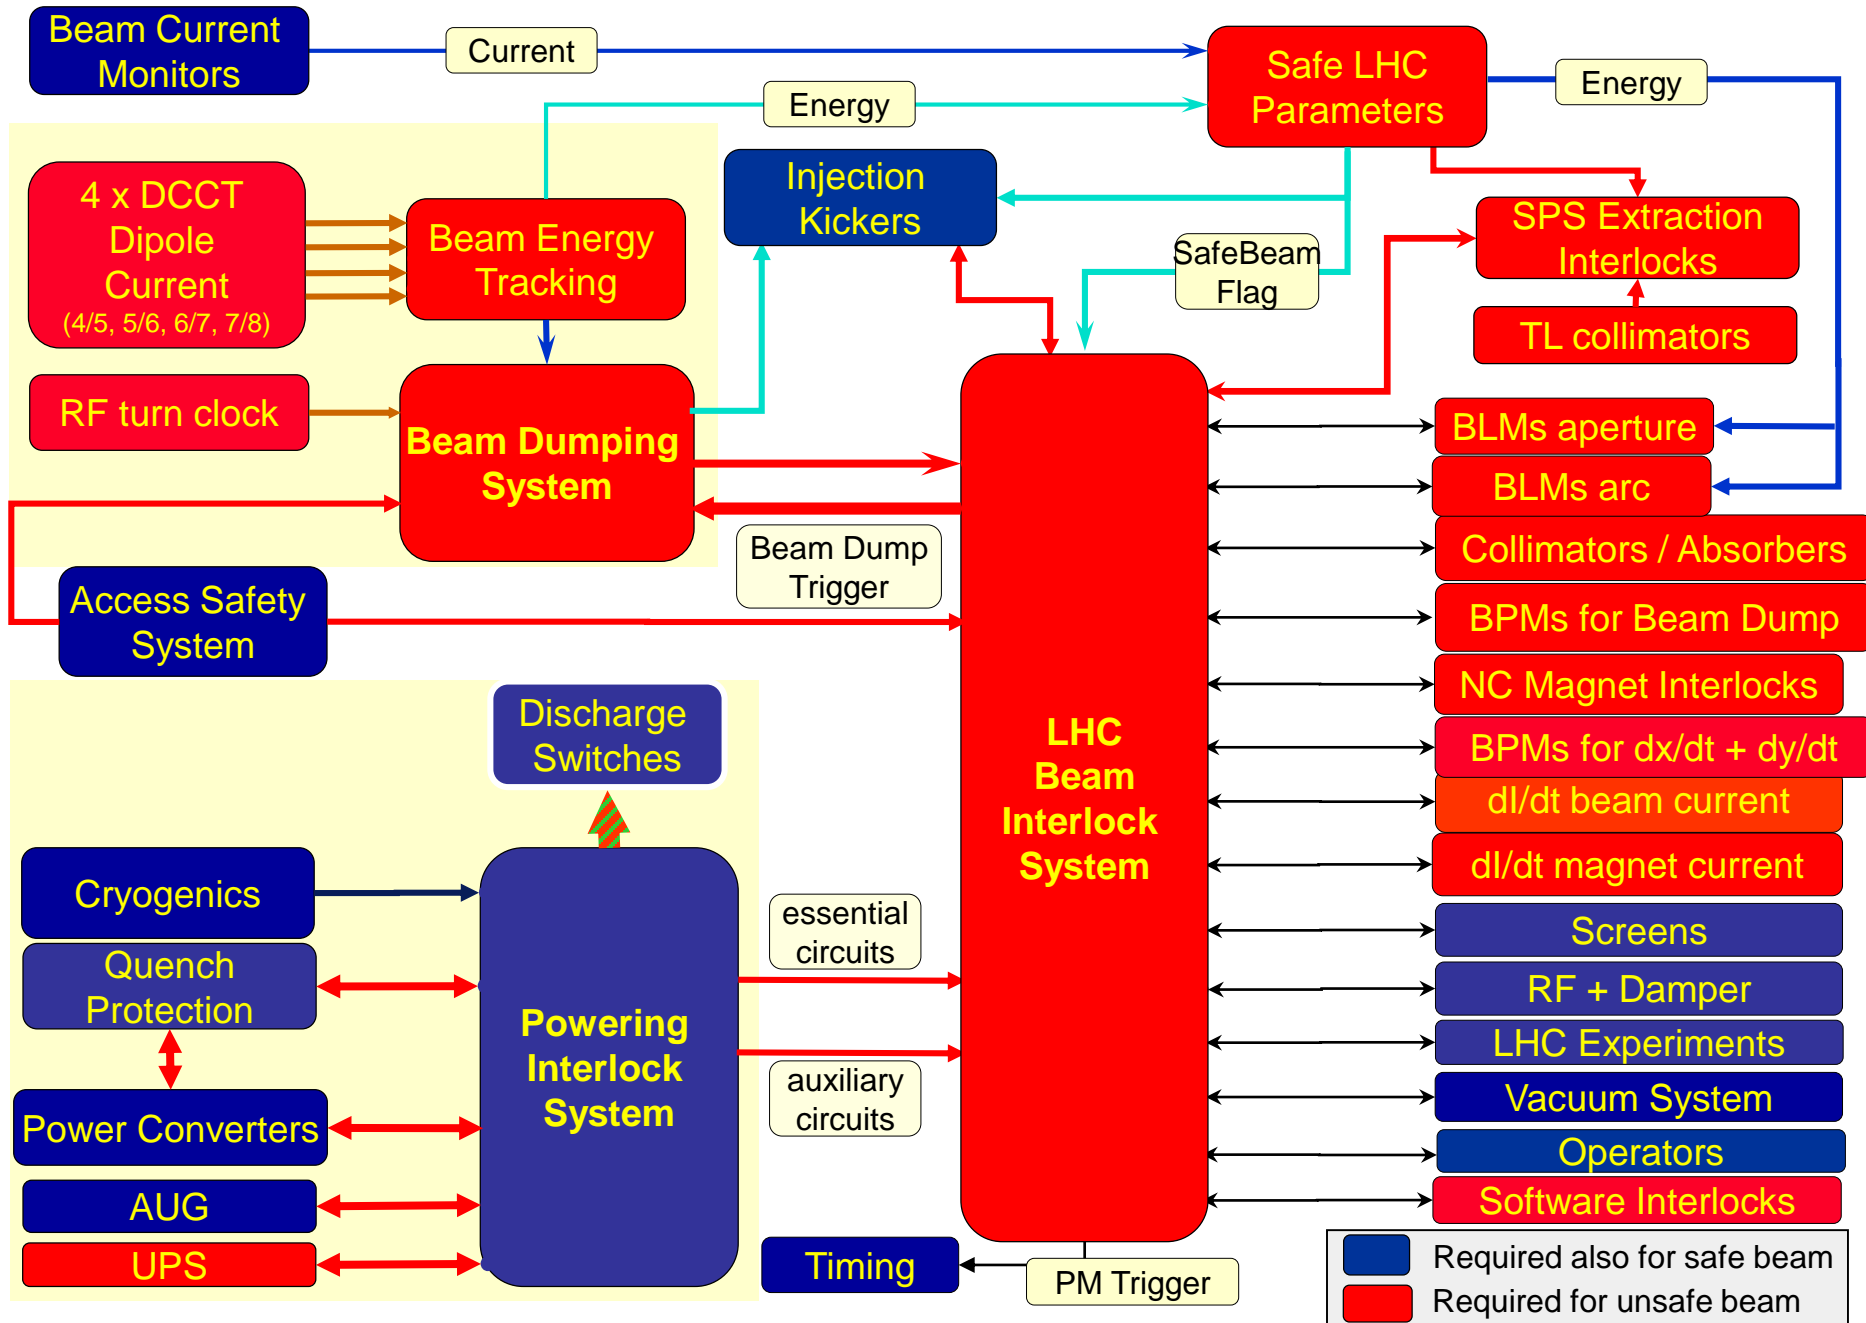 Beam Current
Monitors
Current
Safe LHC
Parameters
Energy
Energy
4 x DCCT
Dipole
Current
(4/5, 5/6, 6/7, 7/8)
Beam Energy
Tracking
Injection
Kickers
SPS Extraction
Interlocks
SafeBeam
Flag
TL collimators
RF turn clock
Beam Dumping
System
BLMs aperture
BLMs arc
Beam Dump
Trigger
Collimators / Absorbers
Access Safety
System
BPMs for Beam Dump
NC Magnet Interlocks
Discharge
Switches
LHC
Beam
Interlock
System
BPMs for dx/dt + dy/dt
dI/dt beam current
dI/dt magnet current
Cryogenics
essential
circuits
Screens
Quench
Protection
RF + Damper
Powering
Interlock
System
LHC Experiments
auxiliary
circuits
Vacuum System
Power Converters
Operators
AUG
Software Interlocks
UPS
Timing
PM Trigger
Required also for safe beam
Required for unsafe beam